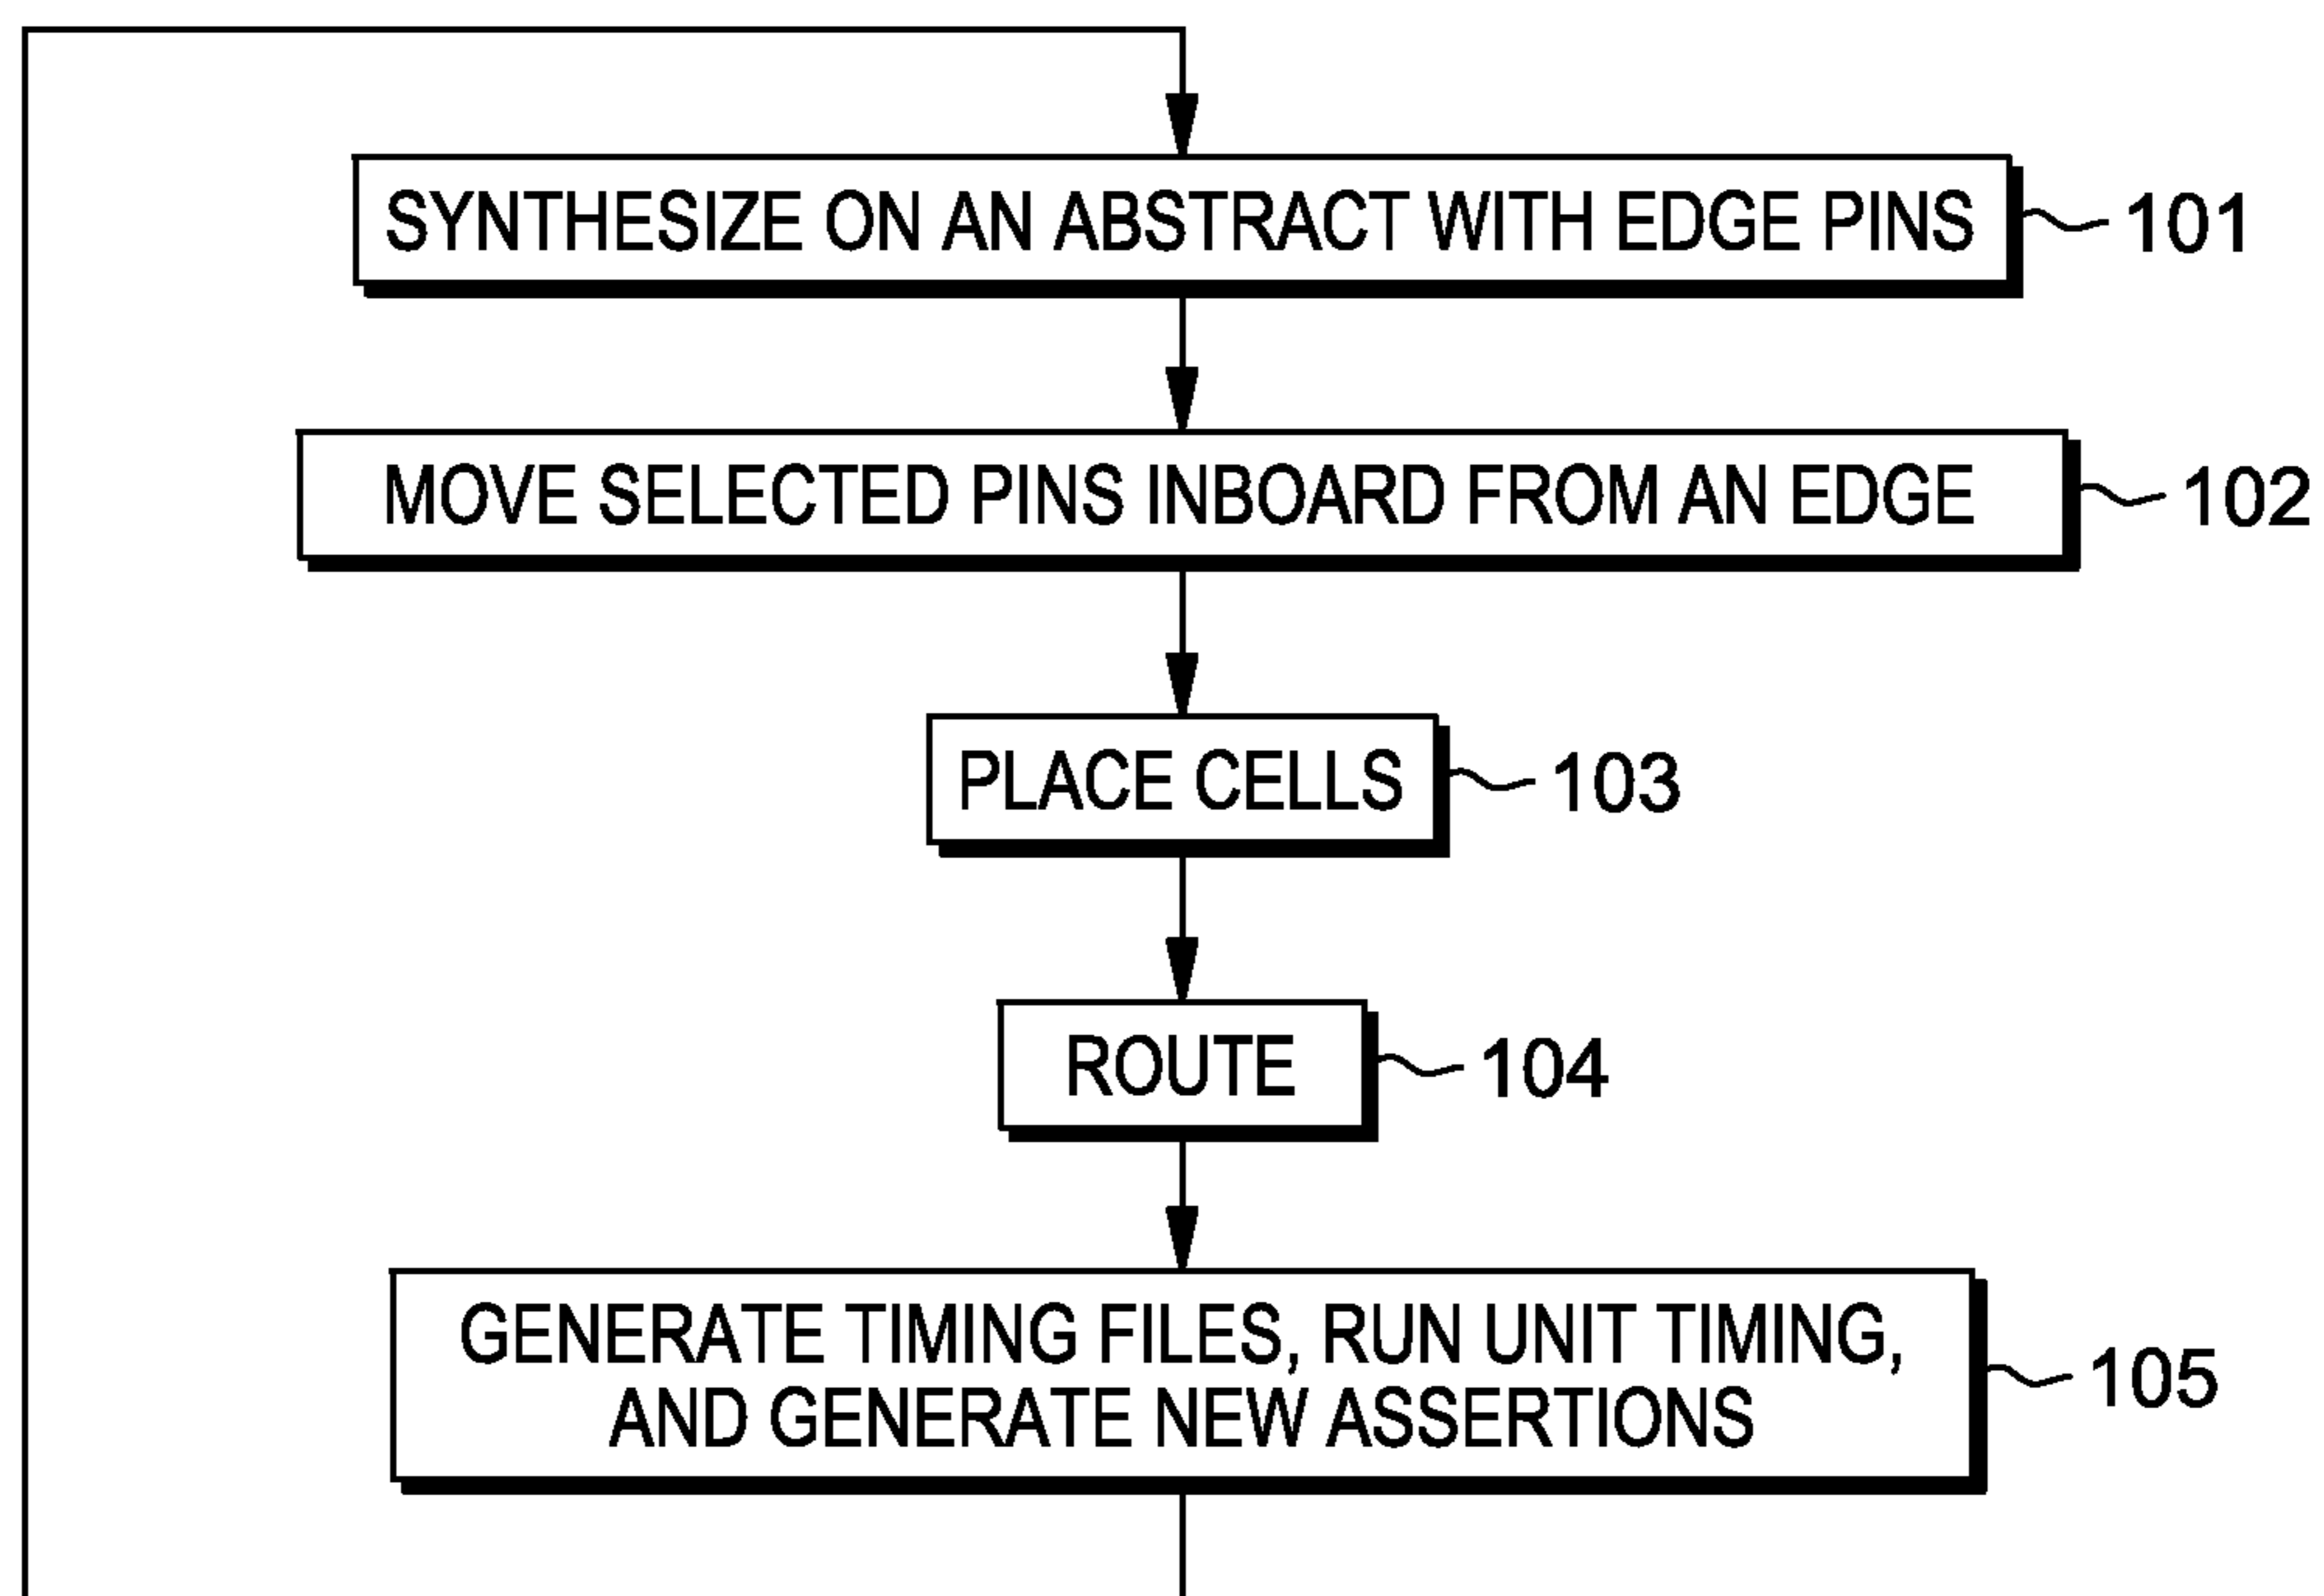 SYNTHESIZE ON AN ABSTRACT WITH EDGE PINS
101
MOVE SELECTED PINS INBOARD FROM AN EDGE
102
PLACE CELLS
103
ROUTE
104
GENERATE TIMING FILES, RUN UNIT TIMING,
AND GENERATE NEW ASSERTIONS
105